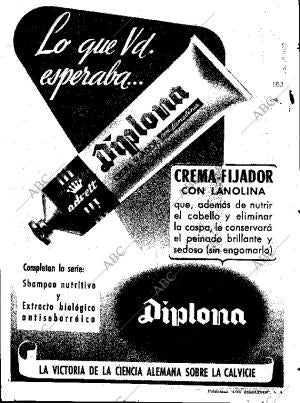 Lo que Vd.
esperaba...
Diplona
adrett
CREMA-FIJADOR
CON LANOLINA
que, además de nutrir
el cabello y eliminar
la caspa, le conservará
el peinado brillante y
sedoso (sin engomarlo)
Completan la serie:
Shampoo nutritivo
y
Extracto biológico
antiseborréico
Diplona
LA VICTORIA DE LA CIENCIA ALEMANA SOBRE LA CALVICIE